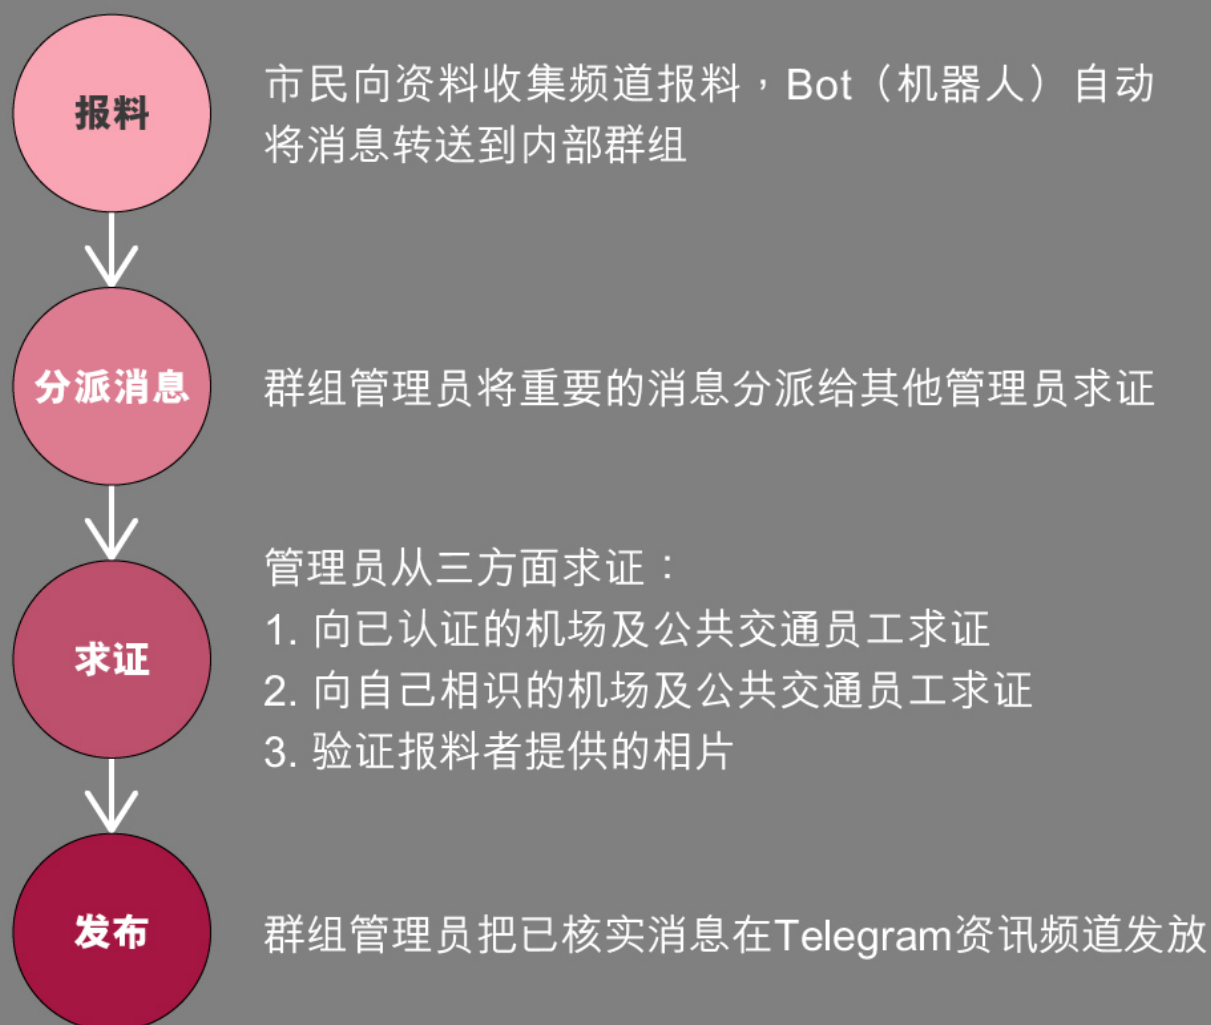 报料
市民向资料收集频道报料，Bot（机器人）自动
将消息转送到内部群组
分派消息
群组管理员将重要的消息分派给其他管理员求证
求证
管理员从三方面求证：
1. 向已认证的机场及公共交通员工求证
2. 向自己相识的机场及公共交通员工求证
3. 验证报料者提供的相片
发布
群组管理员把已核实消息在Telegram资讯频道发放